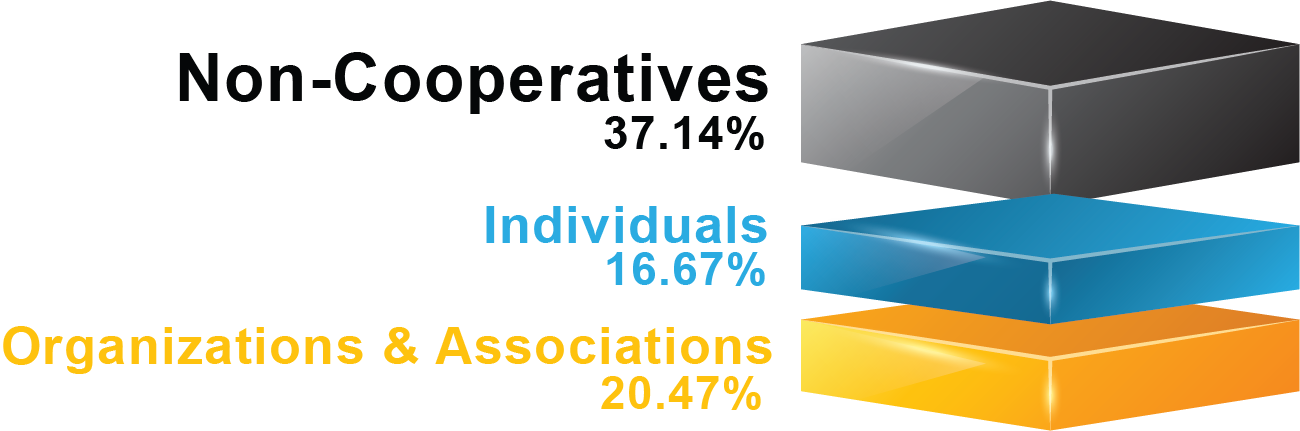 Non-Cooperatives
37.14%
Individuals
16.67%
Organizations & Associations
20.47%